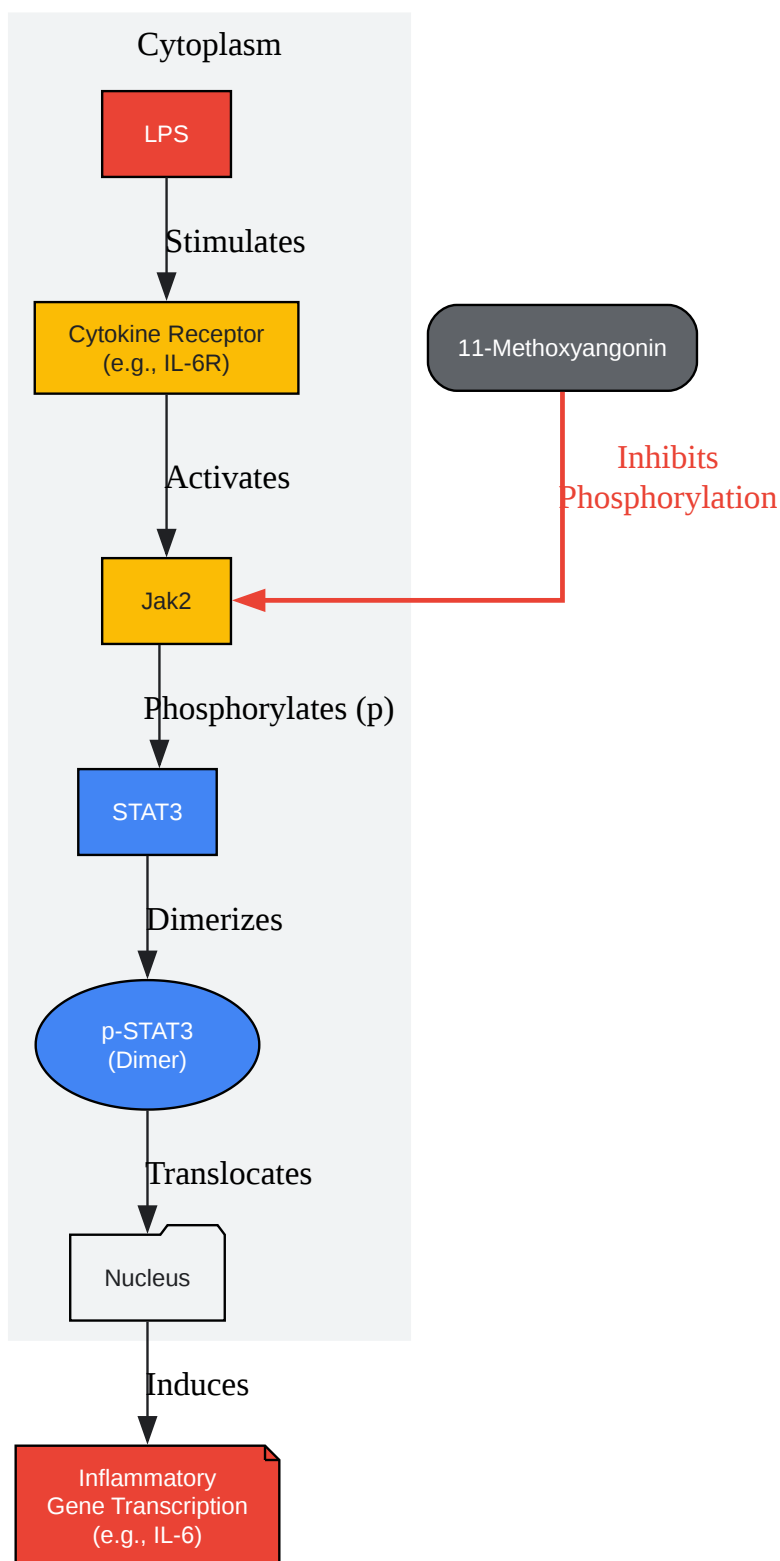 Cytoplasm
LPS
Stimulates
Cytokine Receptor
(e.g., IL-6R)
11-Methoxyangonin
Inhibits
Phosphorylation
Activates
Jak2
Phosphorylates (p)
STAT3
Dimerizes
p-STAT3
(Dimer)
Translocates
Nucleus
Induces
Inflammatory
Gene Transcription
(e.g., IL-6)